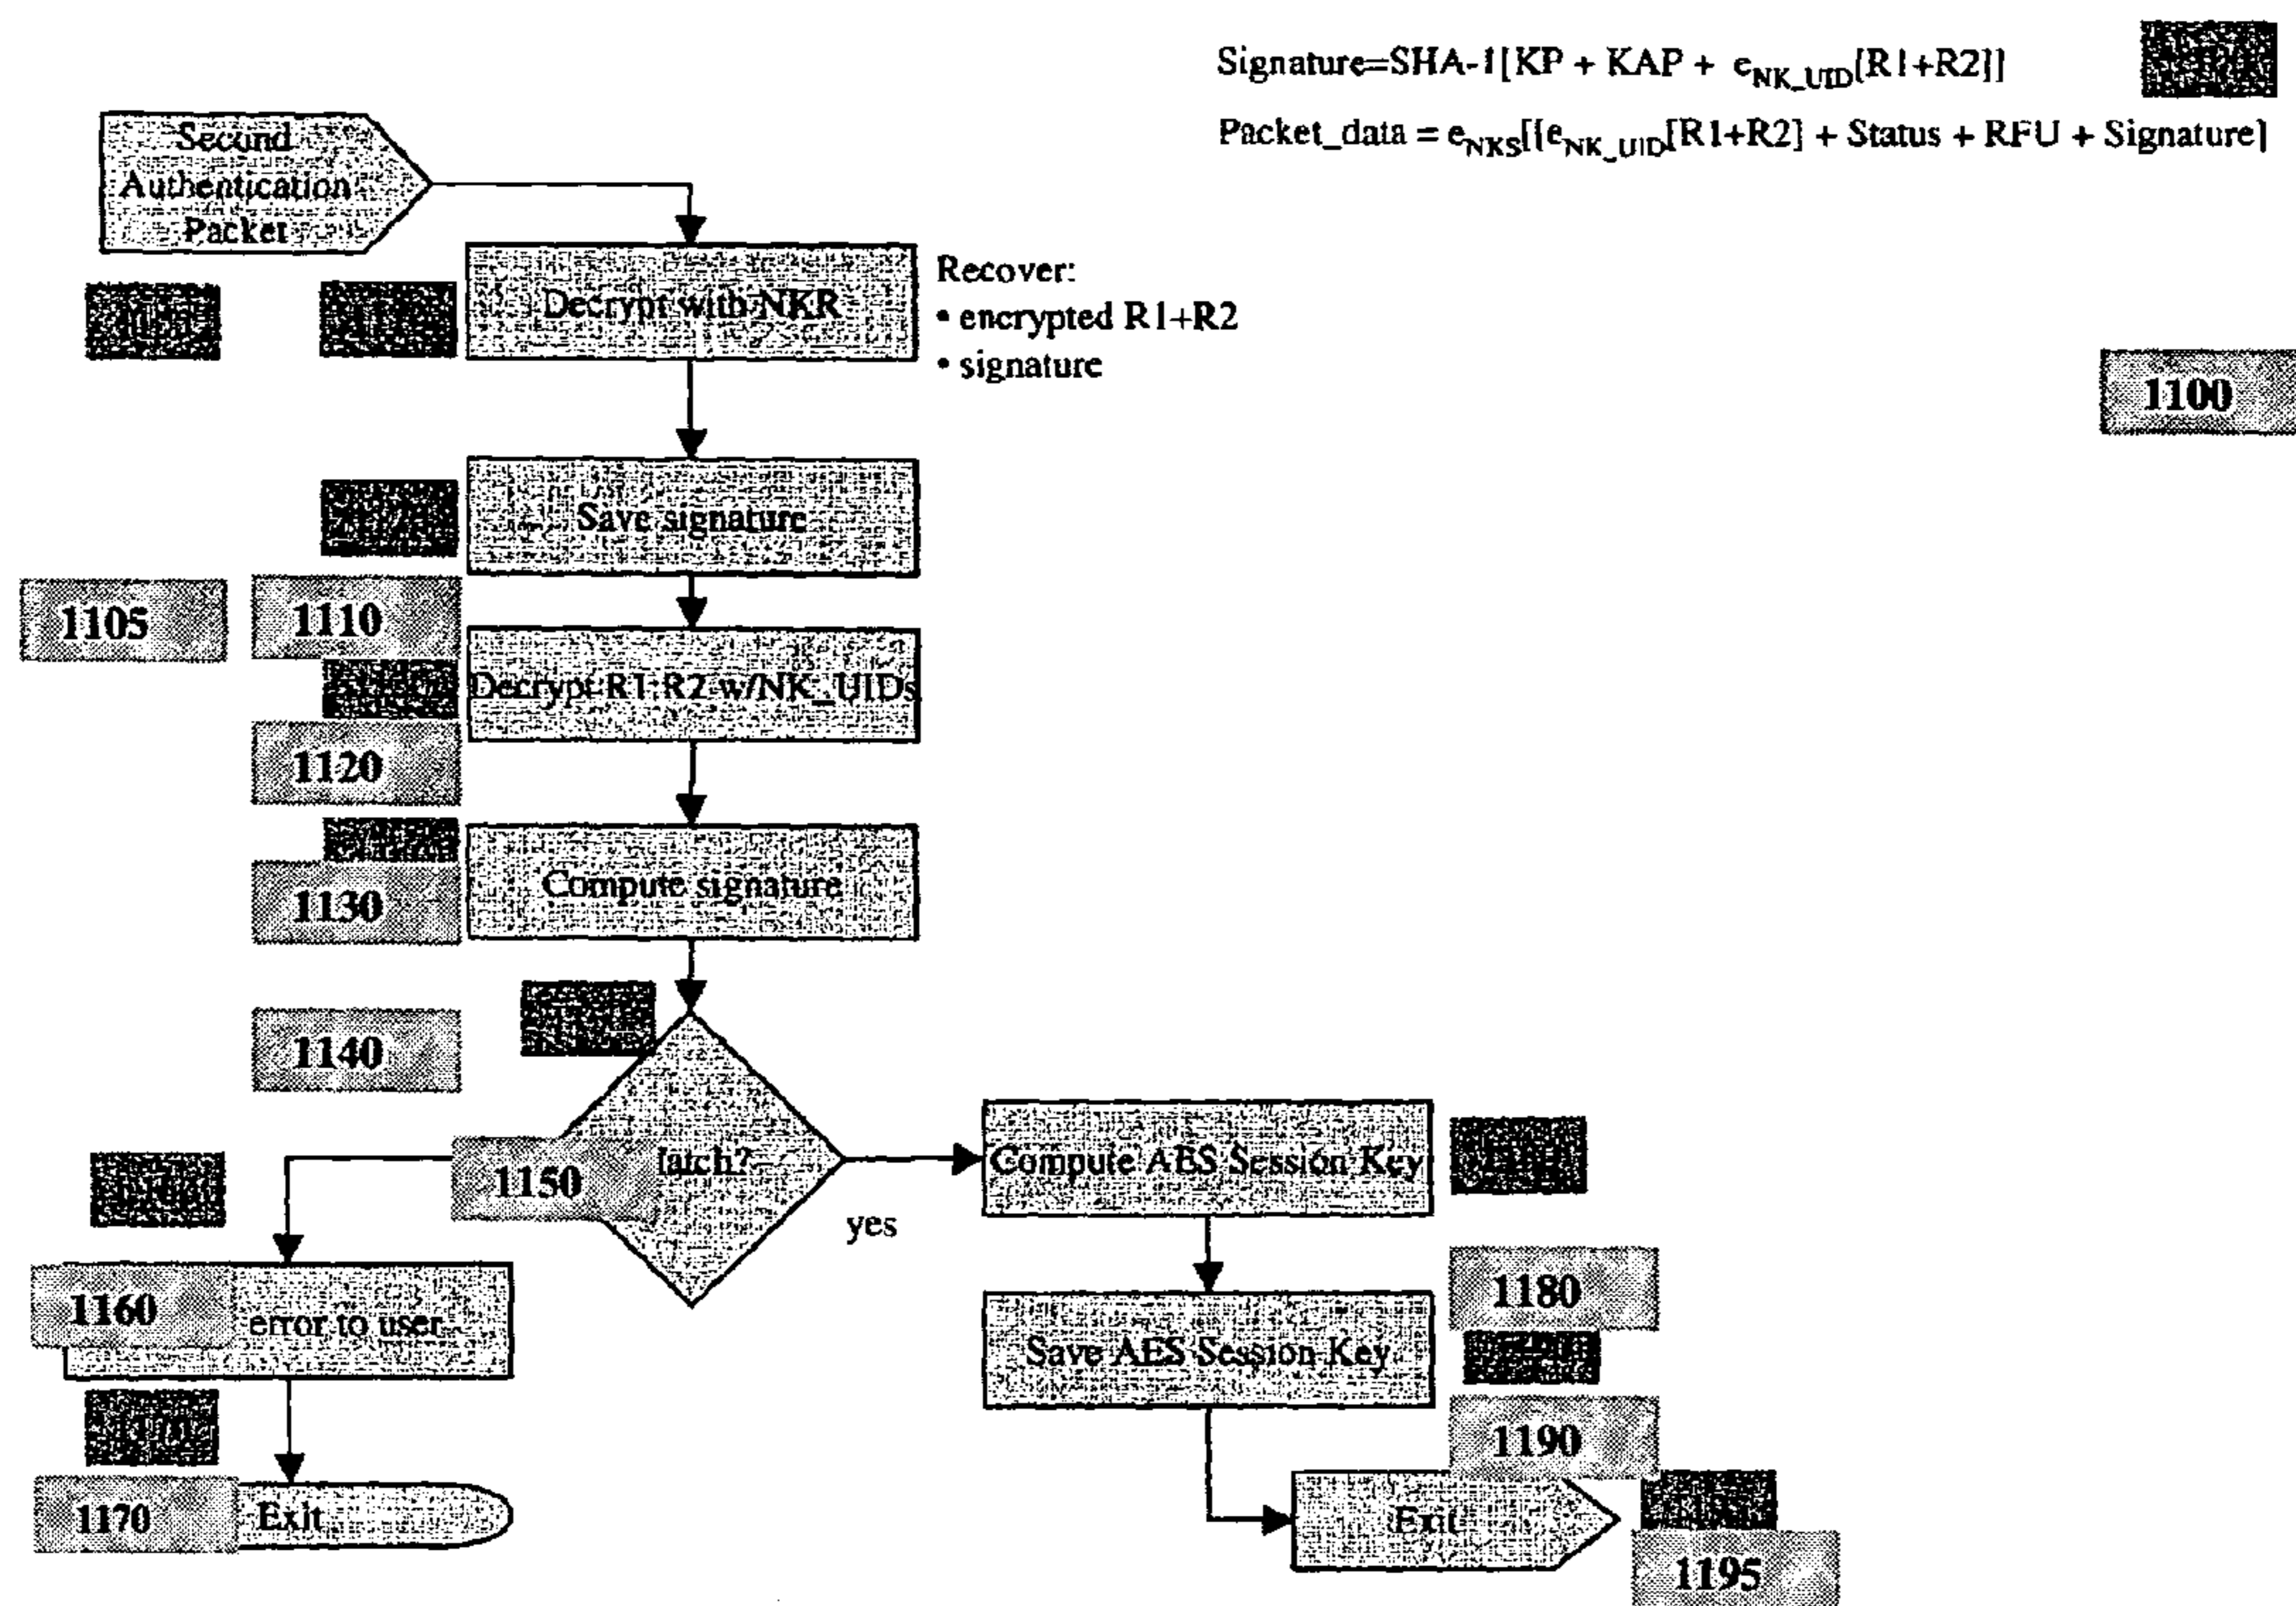 Signature=SHA-1[KP + KAP + eNK_UID[R1+R2]]
Packet_data = eNKS[[eNK_UID[R1+R2] + Status + RFU + Signature]
Second
Authentication
Packet
Decrypt with NKR
Recover:
• encrypted R1+R2
• signature
1100
Save signature
1105
1110
Decrypt R1,R2 w/NK_UIDs
1120
Compute signature
1130
1140
1150
latch?
yes
Compute AES Session Key
1160
error to user
1180
Save AES Session Key
1190
1170
Exit
Exit
1195